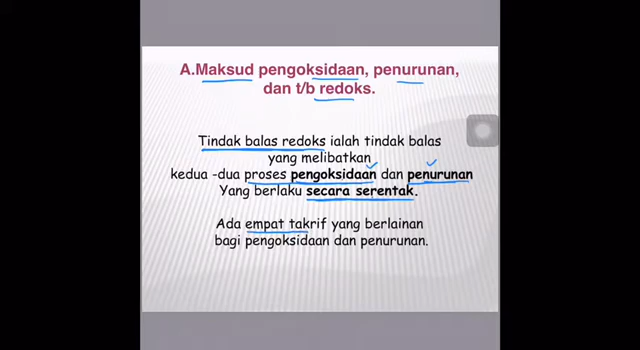 A.Maksud pengoksidaan, penurunan,
dan t/b redoks.
Tindak balas redoks ialah tindak balas
yang melibatkan
kedua -dua proses pengoksidaan dan penurunan
Yang berlaku secara serentak.
Ada empat takrif yang berlainan
bagi pengoksidaan dan penurunan.